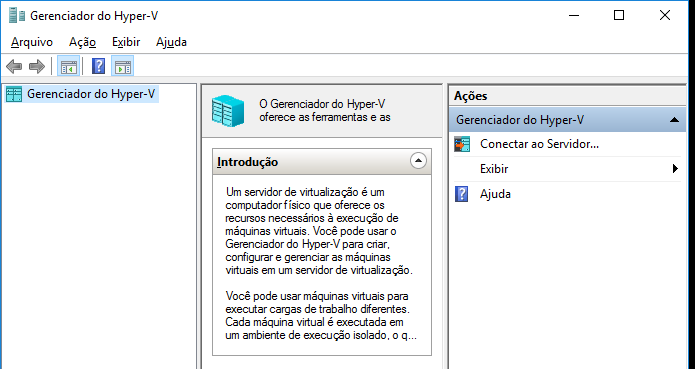 Gerenciador do Hyper-V
Arquivo Ação Exibir Ajuda
Gerenciador do Hyper-V
O Gerenciador do Hyper-V
oferece as ferramentas e as
Introdução
Um servidor de virtualização é um
computador físico que oferece os
recursos necessários à execução de
máquinas virtuais. Você pode usar o
Gerenciador do Hyper-V para criar,
configurar e gerenciar as máquinas
virtuais em um servidor de virtualização.
Você pode usar máquinas virtuais para
executar cargas de trabalho diferentes.
Cada máquina virtual é executada em
um ambiente de execução isolado, o q...
Ações
Gerenciador do Hyper-V
Conectar ao Servidor...
Exibir
Ajuda